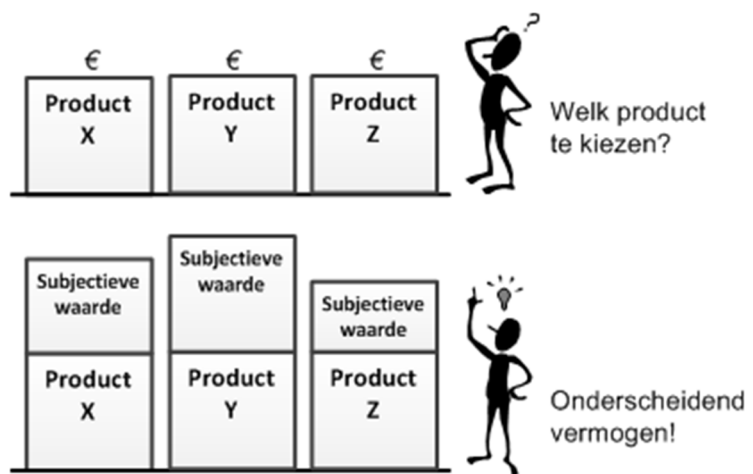 € € €
Product
X
Product
Y
Product
Z
?
Welk product
te kiezen?
Subjectieve
waarde
Subjectieve
waarde
Subjectieve
waarde
Product
X
Product
Y
Product
Z
Onderscheidend
vermogen!